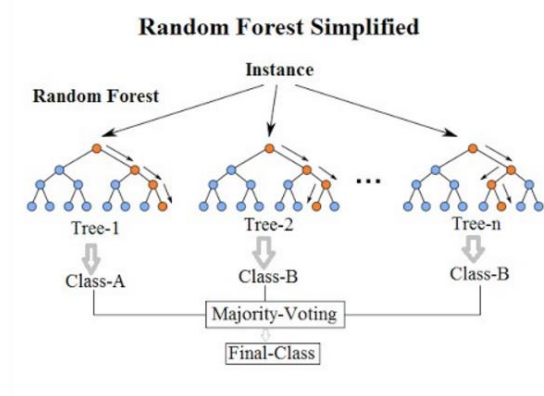 Random Forest Simplified
Instance
Random Forest
...
Tree-1
Tree-2
Tree-n
Class-A
Class-B
Class-B
Majority-Voting
Final-Class